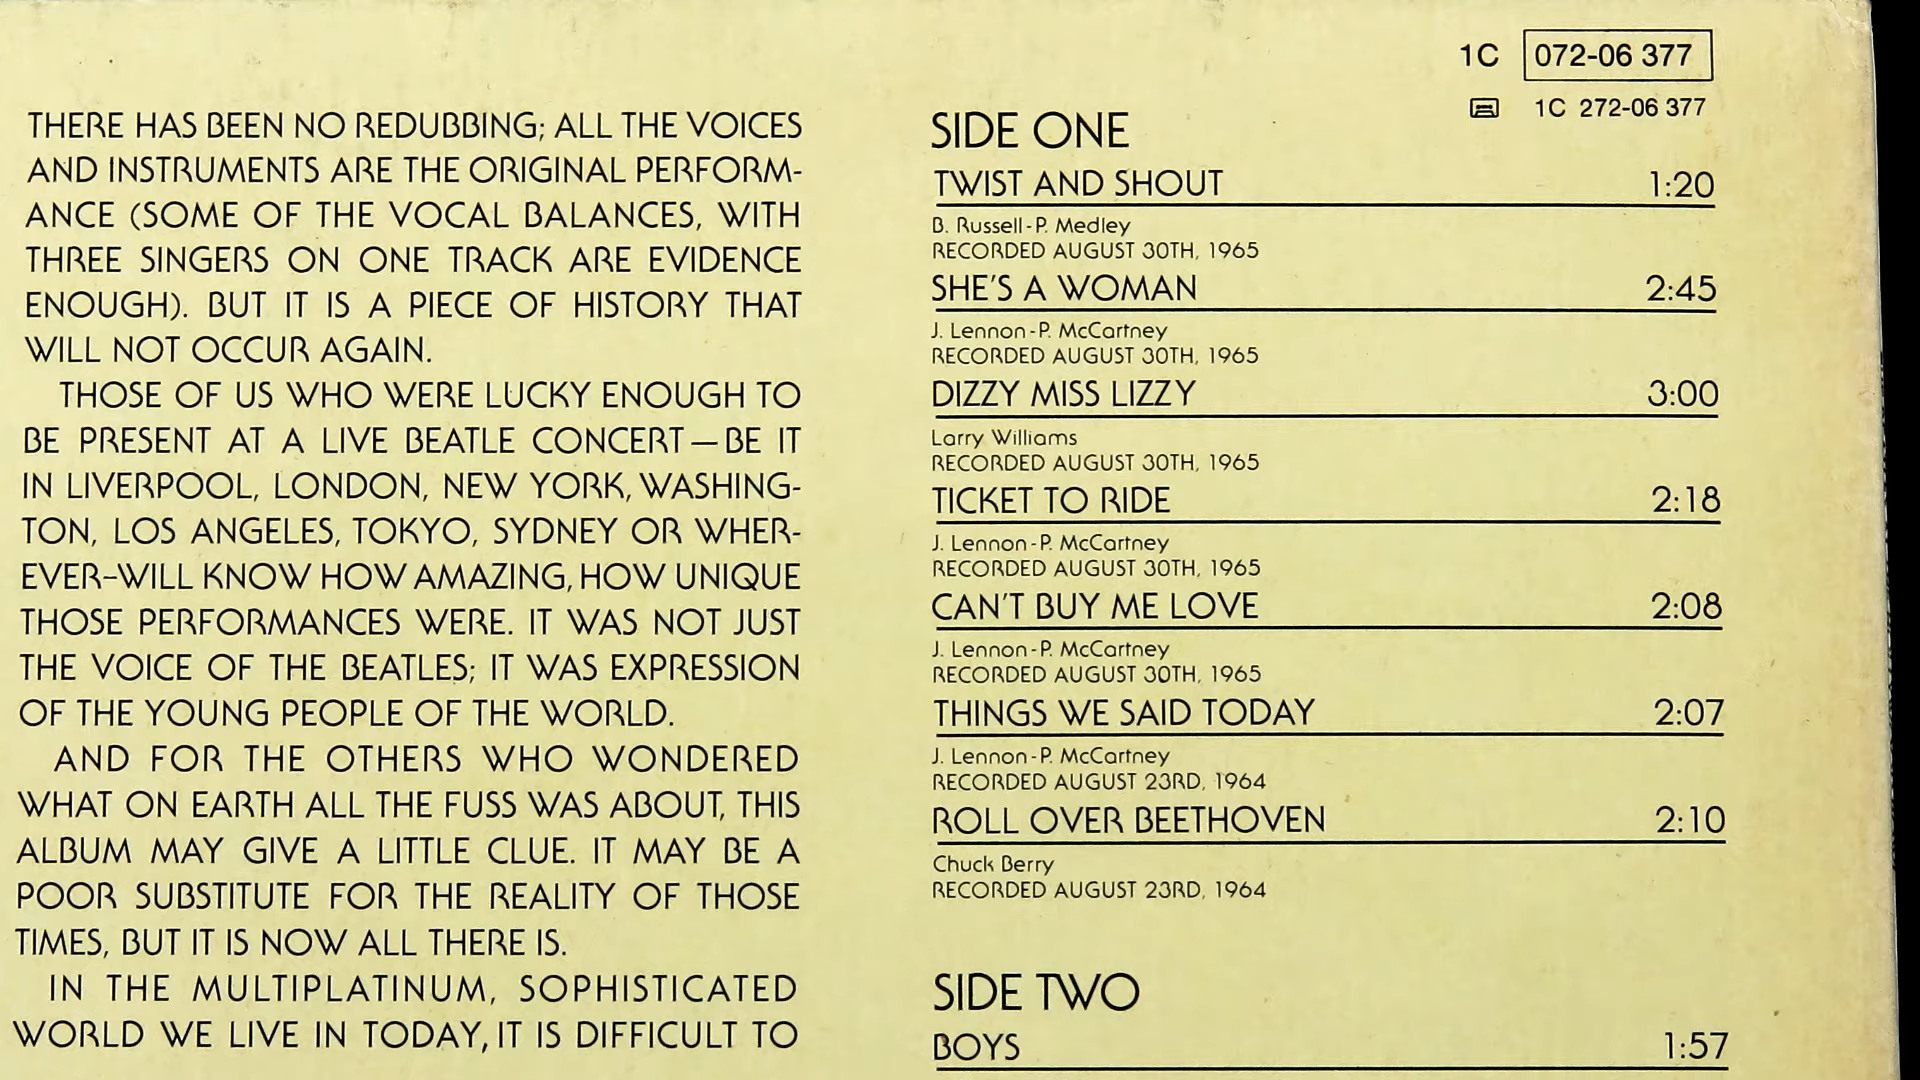 THERE HAS BEEN NO REDUBBING; ALL THE VOICES
AND INSTRUMENTS ARE THE ORIGINAL PERFORM-
ANCE (SOME OF THE VOCAL BALANCES, WITH
THREE SINGERS ON ONE TRACK ARE EVIDENCE
ENOUGH). BUT IT IS A PIECE OF HISTORY THAT
WILL NOT OCCUR AGAIN.
THOSE OF US WHO WERE LUCKY ENOUGH TO
BE PRESENT AT A LIVE BEATLE CONCERT—BE IT
IN LIVERPOOL, LONDON, NEW YORK, WASHING-
TON, LOS ANGELES, TOKYO, SYDNEY OR WHER-
EVER–WILL KNOW HOW AMAZING, HOW UNIQUE
THOSE PERFORMANCES WERE. IT WAS NOT JUST
THE VOICE OF THE BEATLES; IT WAS EXPRESSION
OF THE YOUNG PEOPLE OF THE WORLD.
AND FOR THE OTHERS WHO WONDERED
WHAT ON EARTH ALL THE FUSS WAS ABOUT, THIS
ALBUM MAY GIVE A LITTLE CLUE. IT MAY BE A
POOR SUBSTITUTE FOR THE REALITY OF THOSE
TIMES, BUT IT IS NOW ALL THERE IS.
IN THE MULTIPLATINUM, SOPHISTICATED
WORLD WE LIVE IN TODAY, IT IS DIFFICULT TO
1C 072-06 377
1C 272-06 377
SIDE ONE
TWIST AND SHOUT 1:20
B. Russell-P. Medley
RECORDED AUGUST 30TH, 1965
SHE'S A WOMAN 2:45
J. Lennon-P. McCartney
RECORDED AUGUST 30TH, 1965
DIZZY MISS LIZZY 3:00
Larry Williams
RECORDED AUGUST 30TH, 1965
TICKET TO RIDE 2:18
J. Lennon-P. McCartney
RECORDED AUGUST 30TH, 1965
CAN'T BUY ME LOVE 2:08
J. Lennon-P. McCartney
RECORDED AUGUST 30TH, 1965
THINGS WE SAID TODAY 2:07
J. Lennon-P. McCartney
RECORDED AUGUST 23RD, 1964
ROLL OVER BEETHOVEN 2:10
Chuck Berry
RECORDED AUGUST 23RD, 1964
SIDE TWO
BOYS 1:57